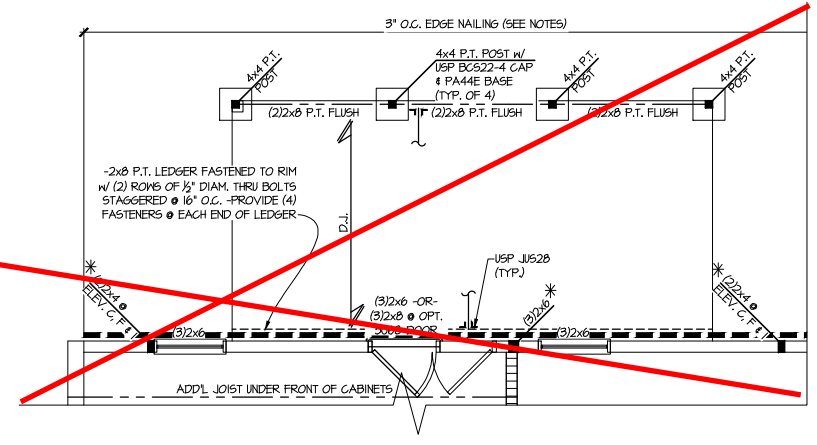 3" O.C. EDGE NAILING (SEE NOTES)
4x4 P.T.
POST
4x4 P.T. POST W/
USP BCS22-4 CAP
& PA44E BASE
(TYP. OF 4)
4x4 P.T.
POST
4x4 P.T.
POST
(2)2x8 P.T. FLUSH
(2)2x8 P.T. FLUSH
(2)2x8 P.T. FLUSH
-2x8 P.T. LEDGER FASTENED TO RIM
W/ (2) ROWS OF ½" DIAM. THRU BOLTS
STAGGERED @ 16" O.C. -PROVIDE (4)
FASTENERS @ EACH END OF LEDGER
D.J.
USP JUS28
(TYP.)
* (2)2x4 @
ELEV. C, F &
(3)2x6 -OR-
(3)2x8 @ OPT.
DOOR
(3)2x6 *
* (2)2x4 @
ELEV. C, F &
(3)2x6
(3)2x6
ADD'L JOIST UNDER FRONT OF CABINETS